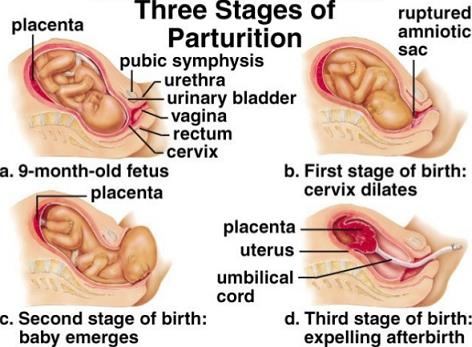 Three Stages of
Parturition
placenta
pubic symphysis
urethra
urinary bladder
vagina
rectum
cervix
a. 9-month-old fetus
ruptured
amniotic
sac
b. First stage of birth:
cervix dilates
placenta
c. Second stage of birth:
baby emerges
placenta
uterus
umbilical
cord
d. Third stage of birth:
expelling afterbirth